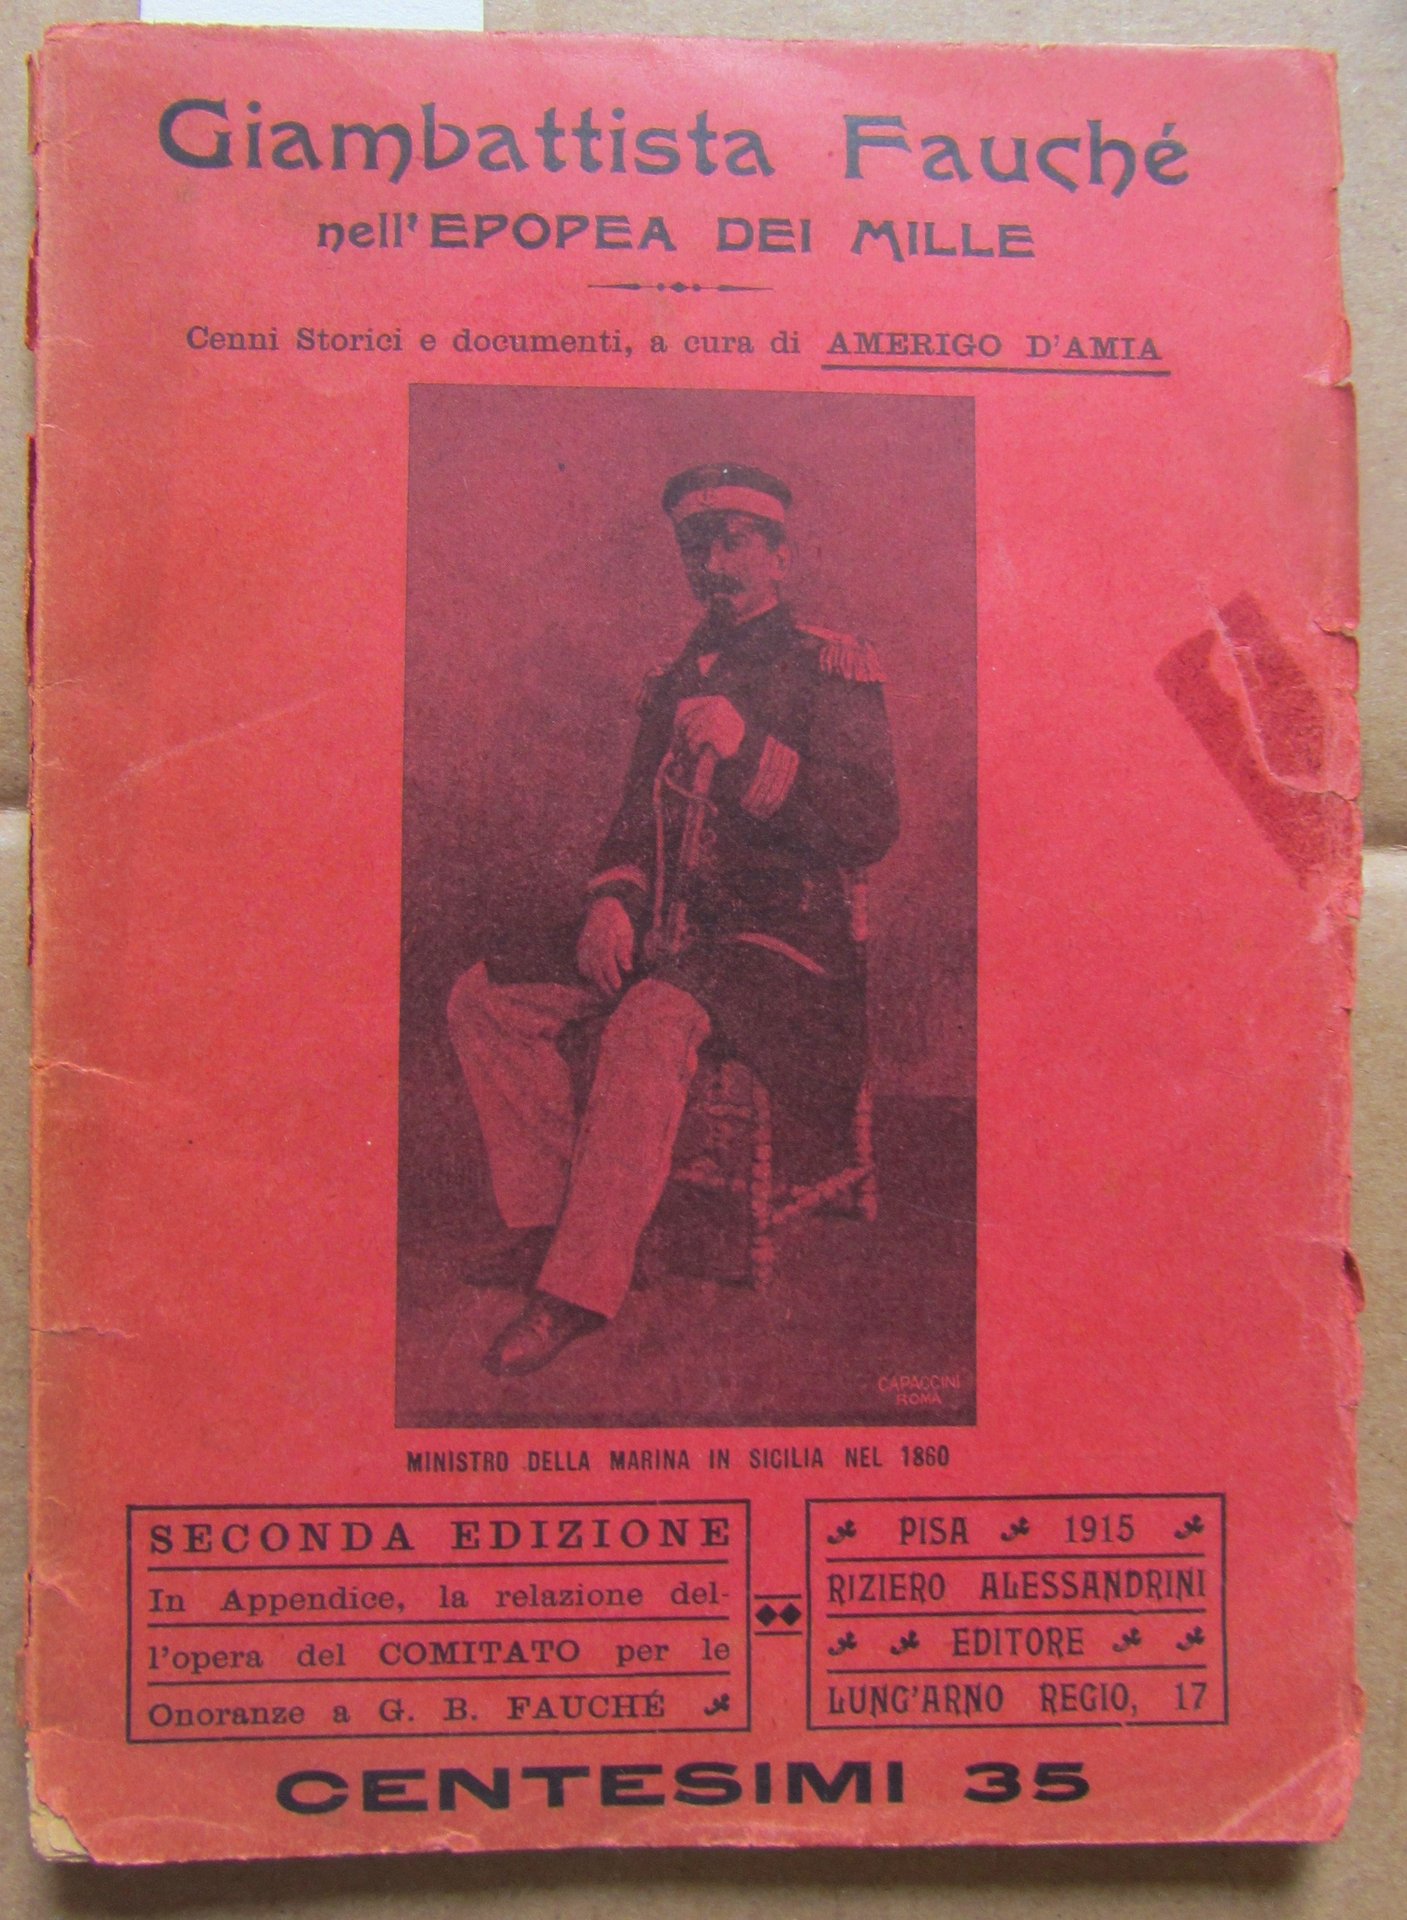 Giambattista Fauché
nell'EPOPEA DEI MILLE
Cenni Storici e documenti, a cura di AMERIGO D'AMIA
CAPACCINI
ROMA
MINISTRO DELLA MARINA IN SICILIA NEL 1860
SECONDA EDIZIONE
In Appendice, la relazione del-
l'opera del COMITATO per le
Onoranze a G. B. FAUCHÉ
PISA 1915
RIZIERO ALESSANDRINI
EDITORE
LUNG'ARNO REGIO, 17
CENTESIMI 35